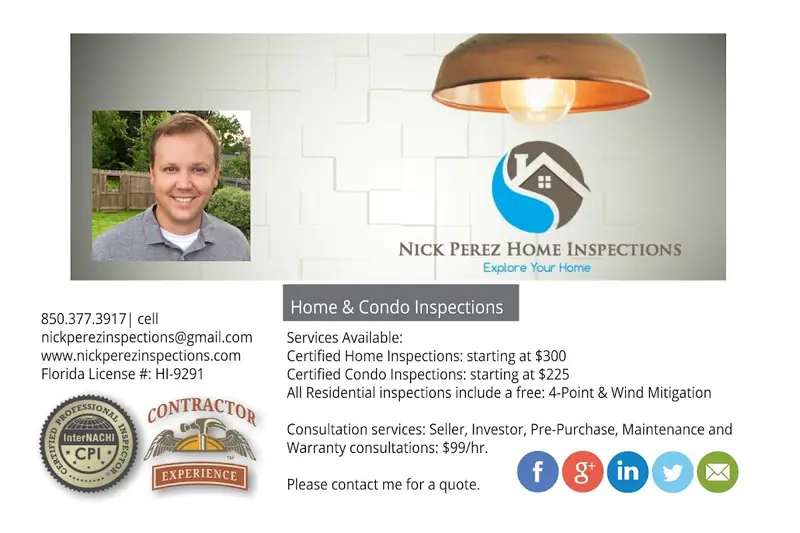 NICK PEREZ HOME INSPECTIONS
Explore Your Home
850.377.3917| cell
nickperezinspections@gmail.com
www.nickperezinspections.com
Florida License #: HI-9291
Home & Condo Inspections
Services Available:
Certified Home Inspections: starting at $300
Certified Condo Inspections: starting at $225
All Residential inspections include a free: 4-Point & Wind Mitigation
Consultation services: Seller, Investor, Pre-Purchase, Maintenance and
Warranty consultations: $99/hr.
Please contact me for a quote.
CERTIFIED PROFESSIONAL INSPECTOR
InterNACHI
CPI
CONTRACTOR
TM
EXPERIENCE
f
g+
in